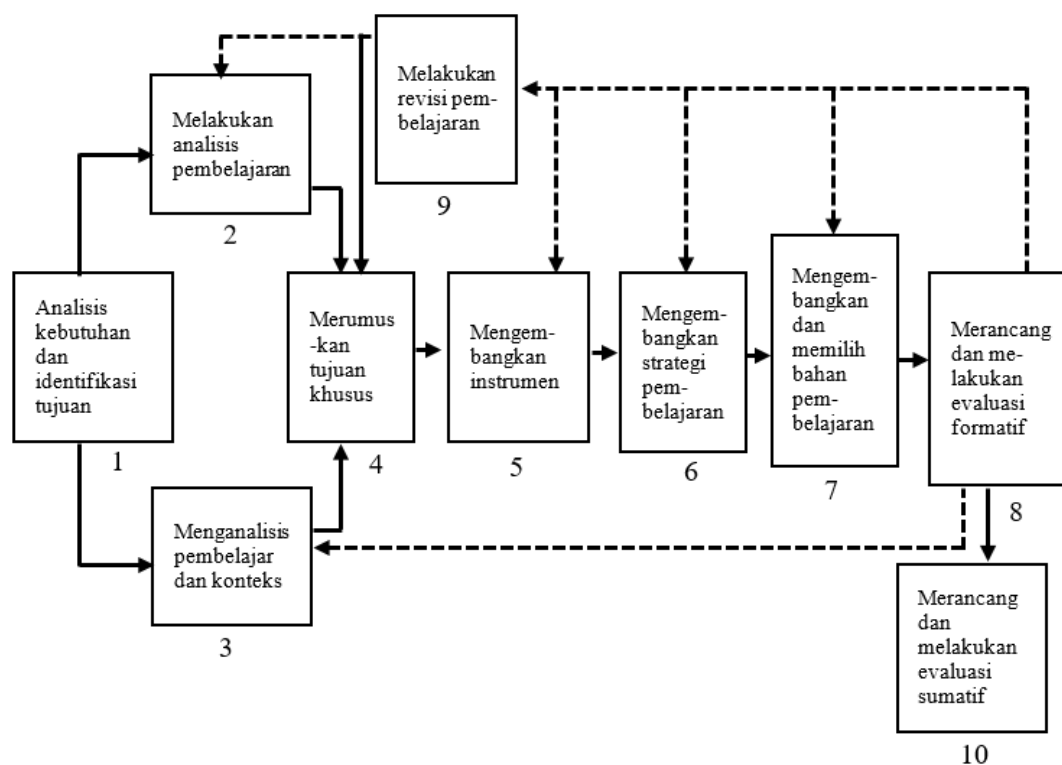 Melakukan
revisi pem-
belajaran
9
Melakukan
analisis
pembelajaran
2
Analisis
kebutuhan
dan
identifikasi
tujuan
1
Menganalisis
pembelajar
dan konteks
3
Merumus
-kan
tujuan
khusus
4
Mengem-
bangkan
instrumen
5
Mengem-
bangkan
strategi
pem-
belajaran
6
Mengem-
bangkan
dan
memilih
bahan
pem-
belajaran
7
Merancang
dan me-
lakukan
evaluasi
formatif
8
Merancang
dan
melakukan
evaluasi
sumatif
10